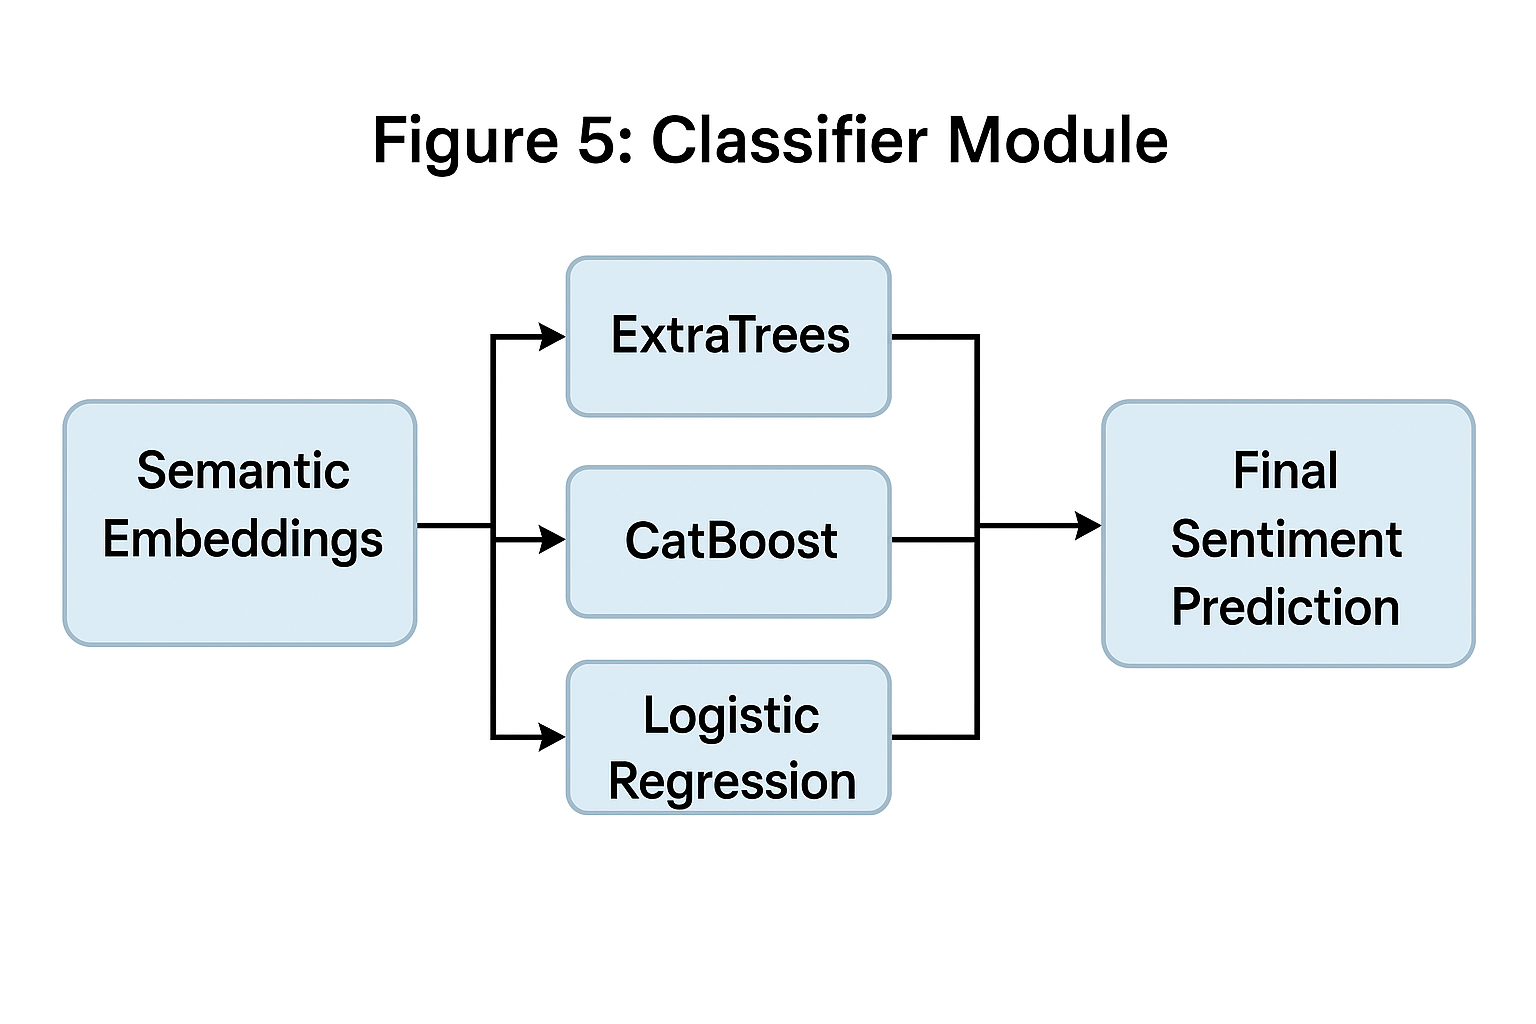 Figure 5: Classifier Module
Semantic
Embeddings
ExtraTrees
CatBoost
Logistic
Regression
Final
Sentiment
Prediction